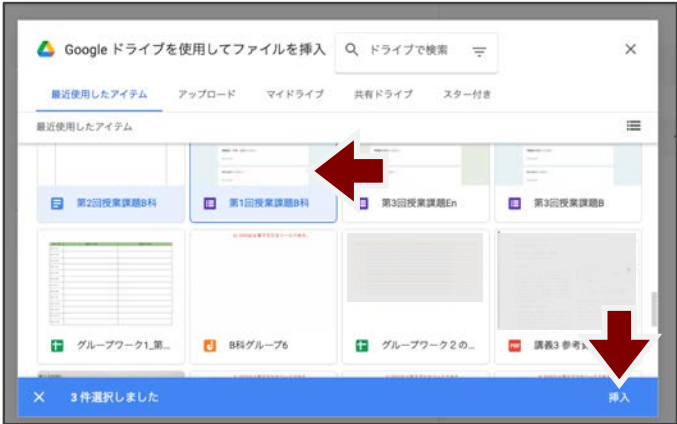 Google ドライブを使用してファイルを挿入
ドライブで検索
最近使用したアイテム アップロード マイドライブ 共有ドライブ スター付き
最近使用したアイテム
第2回授業課題B科 第1回授業課題B科 第3回授業課題En 第3回授業課題B
グループワーク1_第... B科グループ6 グループワーク2の... 講義3 参考
3 件選択しました 挿入